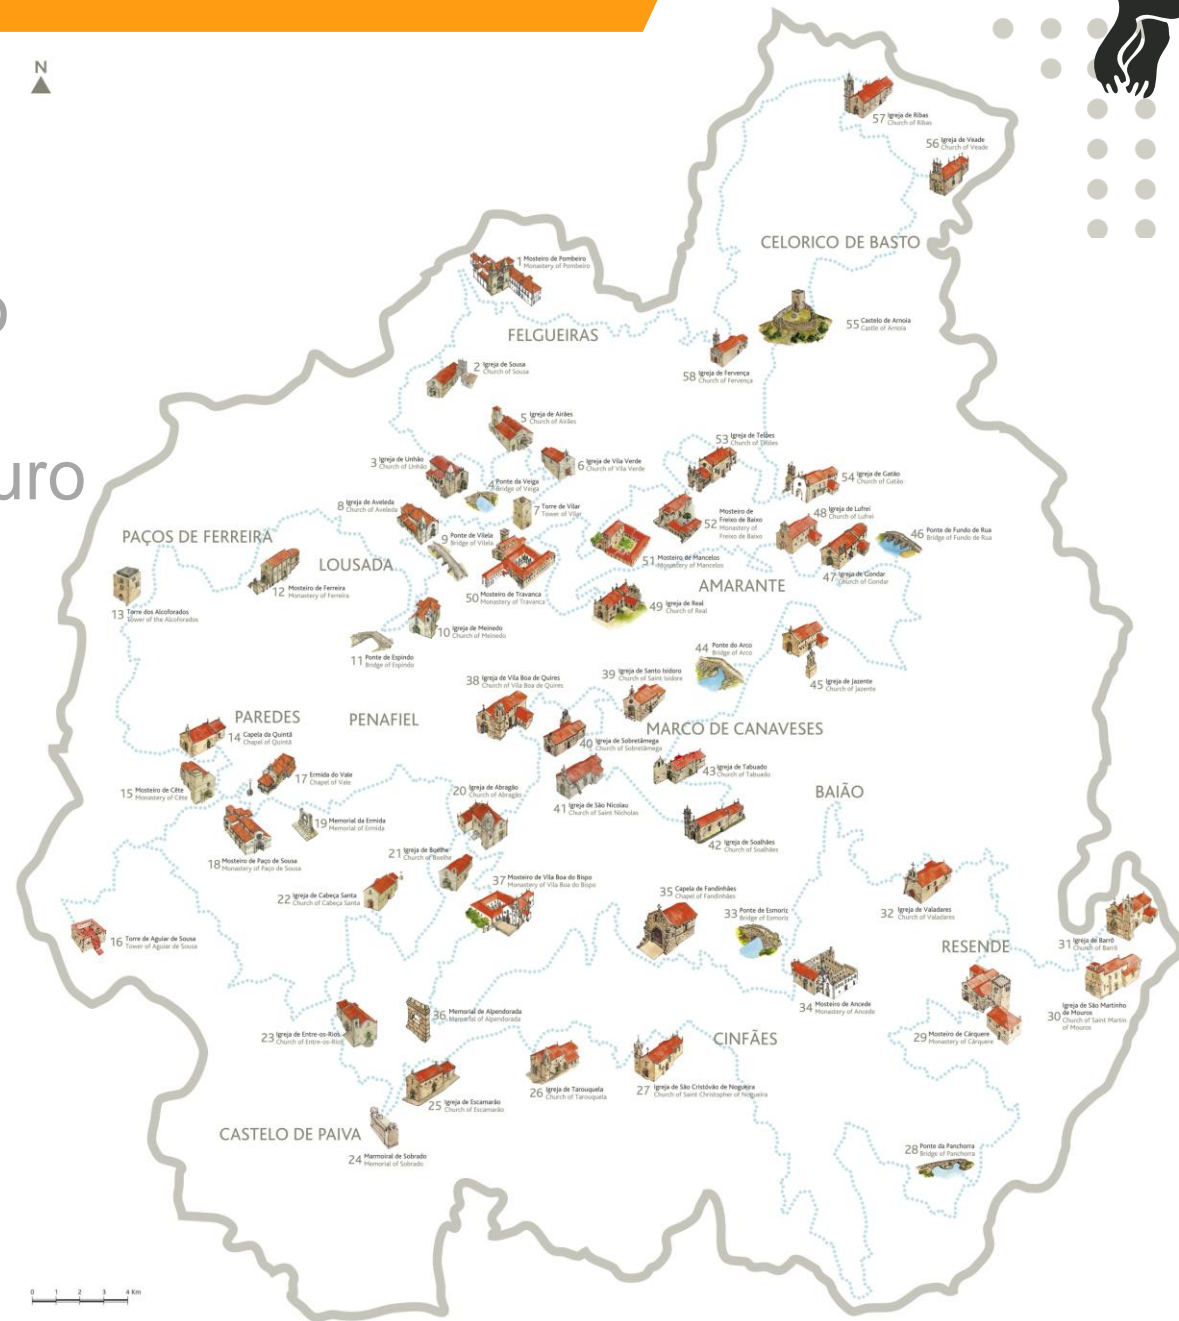 N
uro
57 Igreja de Ribas
Church of Ribas
56 Igreja de Veade
Church of Veade
CELORICO DE BASTO
1 Mosteiro de Pombeiro
Monastery of Pombeiro
FELGUEIRAS
55 Castelo de Arnoia
Castle of Arnoia
2 Igreja de Sousa
Church of Sousa
58 Igreja de Fervença
Church of Fervença
5 Igreja de Airães
Church of Airães
53 Igreja de Telões
Church of Telões
3 Igreja de Unhão
Church of Unhão
6 Igreja de Vila Verde
Church of Vila Verde
54 Igreja de Gatão
Church of Gatão
4 Ponte da Veiga
Bridge of Veiga
8 Igreja de Aveleda
Church of Aveleda
7 Torre de Vilar
Tower of Vilar
52 Mosteiro de
Freixo de Baixo
Monastery of
Freixo de Baixo
48 Igreja de Lufrei
Church of Lufrei
46 Ponte de Fundo de Rua
Bridge of Fundo de Rua
PAÇOS DE FERREIRA
9 Ponte de Vilela
Bridge of Vilela
LOUSADA
51 Mosteiro de Mancelos
Monastery of Mancelos
47 Igreja de Gondar
Church of Gondar
AMARANTE
12 Mosteiro de Ferreira
Monastery of Ferreira
50 Mosteiro de Travanca
Monastery of Travanca
49 Igreja de Real
Church of Real
13 Torre dos Alcoforados
Tower of the Alcoforados
10 Igreja de Meinedo
Church of Meinedo
11 Ponte de Espindo
Bridge of Espindo
44 Ponte do Arco
Bridge of Arco
38 Igreja de Vila Boa de Quires
Church of Vila Boa de Quires
39 Igreja de Santo Isidoro
Church of Saint Isidore
45 Igreja de Jazente
Church of Jazente
PAREDES
PENAFIEL
MARCO DE CANAVESES
14 Capela da Quintã
Chapel of Quintã
40 Igreja de Sobretâmega
Church of Sobretâmega
43 Igreja de Tabuado
Church of Tabuado
17 Ermida do Vale
Chapel of Vale
15 Mosteiro de Cête
Monastery of Cête
20 Igreja de Abragão
Church of Abragão
BAIÃO
41 Igreja de São Nicolau
Church of Saint Nicholas
19 Memorial da Ermida
Memorial of Ermida
42 Igreja de Soalhães
Church of Soalhães
18 Mosteiro de Paço de Sousa
Monastery of Paço de Sousa
21 Igreja de Boelhe
Church of Boelhe
37 Mosteiro de Vila Boa do Bispo
Monastery of Vila Boa do Bispo
22 Igreja de Cabeça Santa
Church of Cabeça Santa
35 Capela de Fandinhães
Chapel of Fandinhães
33 Ponte de Esmoriz
Bridge of Esmoriz
32 Igreja de Valadares
Church of Valadares
16 Torre de Aguiar de Sousa
Tower of Aguiar de Sousa
RESENDE
31 Igreja de Barrô
Church of Barrô
34 Mosteiro de Ancede
Monastery of Ancede
36 Memorial de Alpendorada
Memorial of Alpendorada
30 Igreja de São Martinho
de Mouros
Church of Saint Martin
of Mouros
23 Igreja de Entre-os-Rios
Church of Entre-os-Rios
29 Mosteiro de Cárquere
Monastery of Cárquere
CINFÃES
26 Igreja de Tarouquela
Church of Tarouquela
27 Igreja de São Cristóvão de Nogueira
Church of Saint Christopher of Nogueira
25 Igreja de Escamarão
Church of Escamarão
CASTELO DE PAIVA
24 Marmoiral de Sobrado
Memorial of Sobrado
28 Ponte da Panchorra
Bridge of Panchorra
0 1 2 3 4 Km